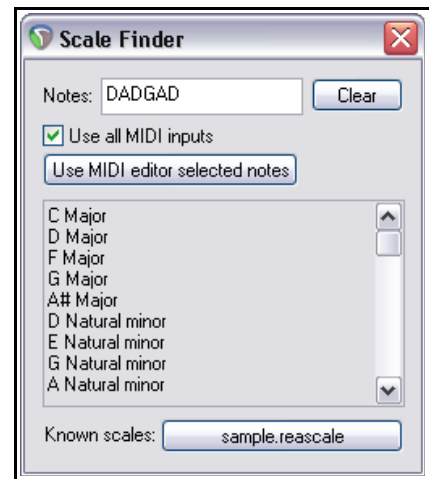 Scale Finder
Notes: DADGAD Clear
Use all MIDI inputs
Use MIDI editor selected notes
C Major
D Major
F Major
G Major
A# Major
D Natural minor
E Natural minor
G Natural minor
A Natural minor
Known scales: sample.reascale